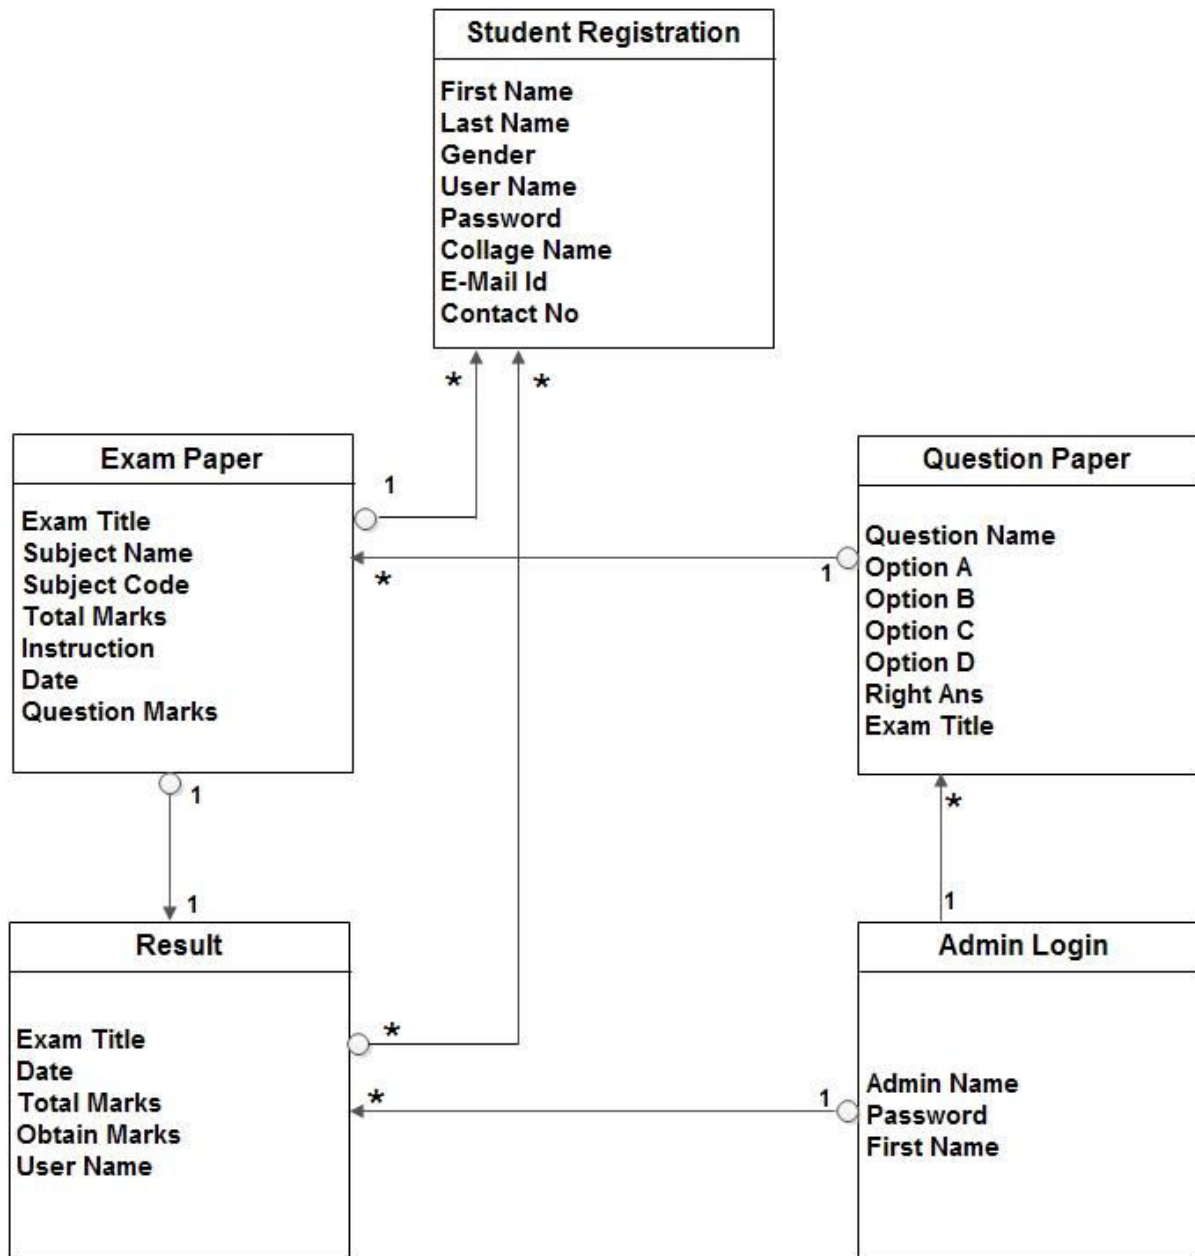 Student Registration
First Name
Last Name
Gender
User Name
Password
Collage Name
E-Mail Id
Contact No
*
*
Exam Paper
1
Exam Title
Subject Name
Subject Code
Total Marks
Instruction
Date
Question Marks
*
1
Question Paper
Question Name
Option A
Option B
Option C
Option D
Right Ans
Exam Title
1
1
*
1
Result
Exam Title
Date
Total Marks
Obtain Marks
User Name
*
*
1
Admin Login
Admin Name
Password
First Name